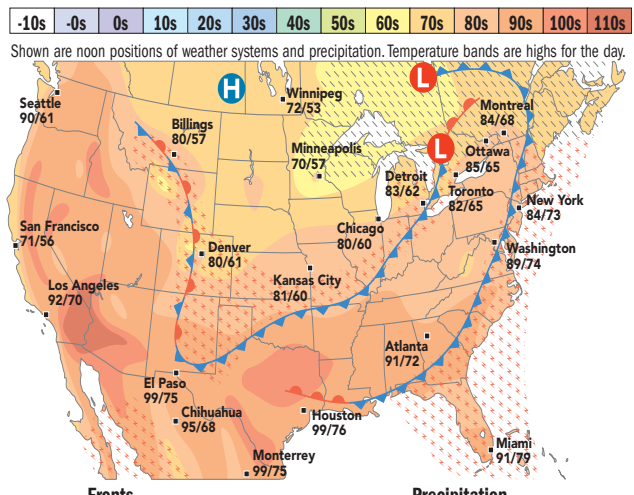 -10s -0s 0s 10s 20s 30s 40s 50s 60s 70s 80s 90s 100s 110s
Shown are noon positions of weather systems and precipitation. Temperature bands are highs for the day.
H
L
Seattle
90/61
Winnipeg
72/53
Montreal
84/68
Billings
80/57
Minneapolis
70/57
L
Ottawa
85/65
Detroit
83/62
Toronto
82/65
New York
84/73
San Francisco
71/56
Denver
80/61
Chicago
80/60
Washington
89/74
Los Angeles
92/70
Kansas City
81/60
Atlanta
91/72
El Paso
99/75
Chihuahua
95/68
Houston
99/76
Monterrey
99/75
Miami
91/79
Fronts
Precipitation